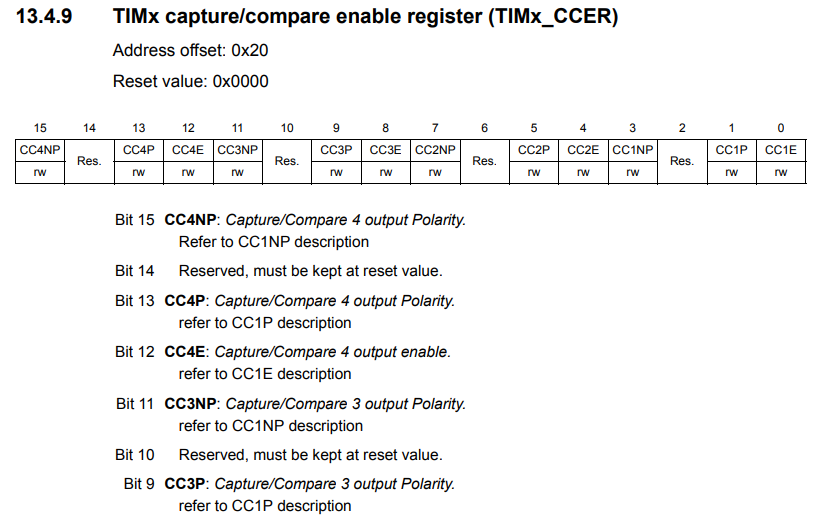 13.4.9 TIMx capture/compare enable register (TIMx_CCER)
Address offset: 0x20
Reset value: 0x0000
15 14 13 12 11 10 9 8 7 6 5 4 3 2 1 0
CC4NP Res. CC4P CC4E CC3NP Res. CC3P CC3E CC2NP Res. CC2P CC2E CC1NP Res. CC1P CC1E
rw rw rw rw rw rw rw rw rw rw rw rw
Bit 15 CC4NP: Capture/Compare 4 output Polarity.
Refer to CC1NP description
Bit 14 Reserved, must be kept at reset value.
Bit 13 CC4P: Capture/Compare 4 output Polarity.
refer to CC1P description
Bit 12 CC4E: Capture/Compare 4 output enable.
refer to CC1E description
Bit 11 CC3NP: Capture/Compare 3 output Polarity.
refer to CC1NP description
Bit 10 Reserved, must be kept at reset value.
Bit 9 CC3P: Capture/Compare 3 output Polarity.
refer to CC1P description